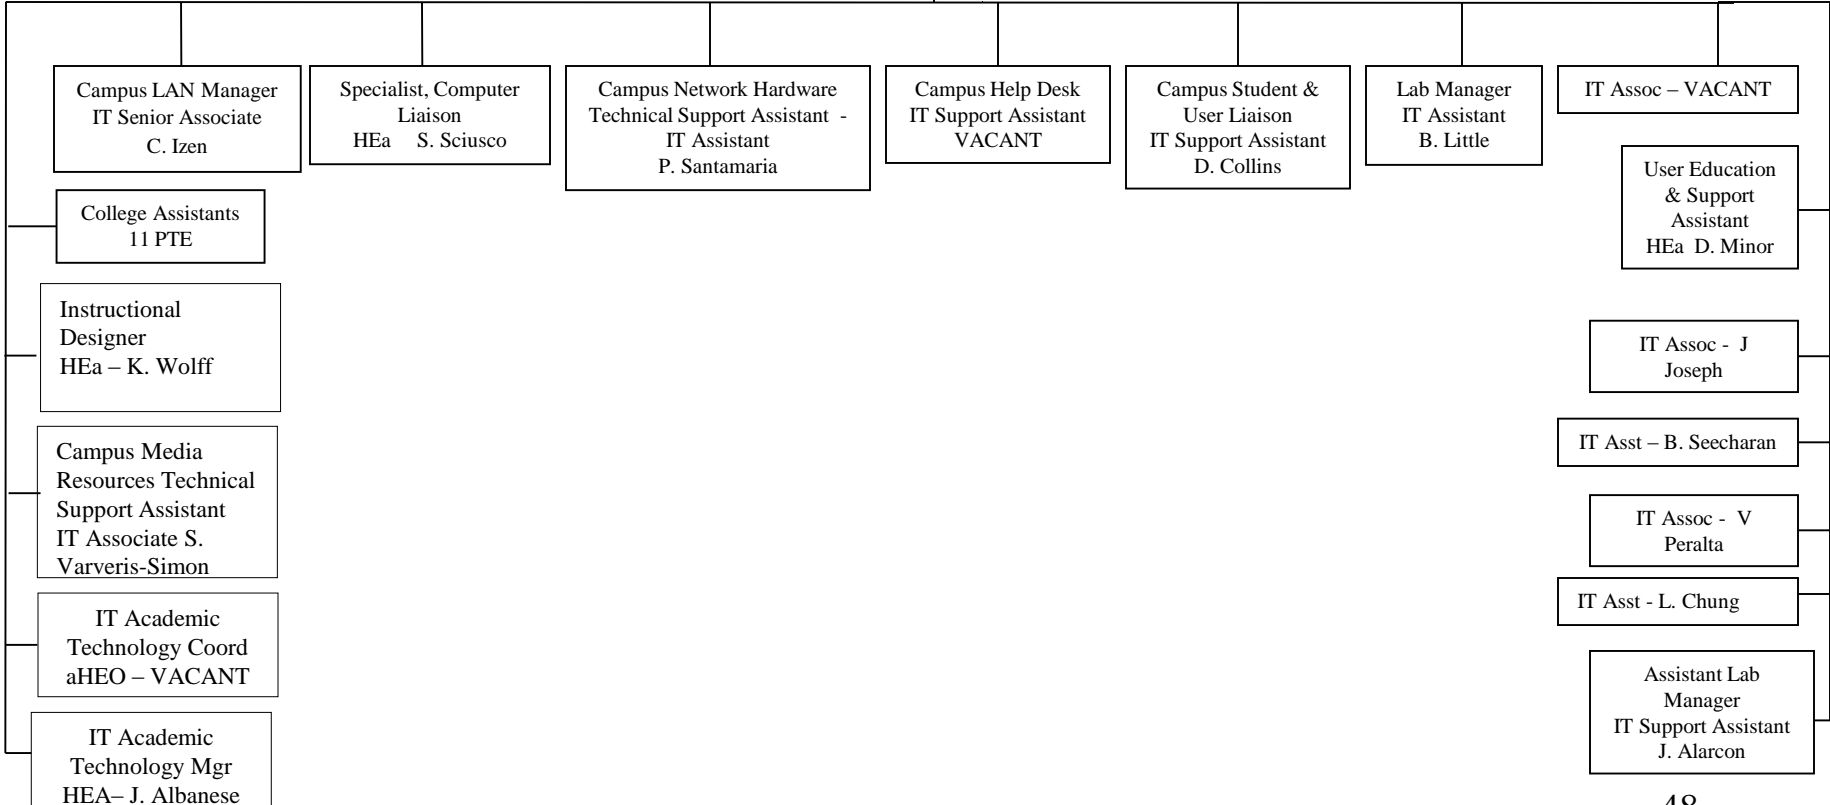 Campus LAN Manager
IT Senior Associate
C. Izen
Specialist, Computer
Liaison
HEa S. Sciusco
Campus Network Hardware
Technical Support Assistant -
IT Assistant
P. Santamaria
Campus Help Desk
IT Support Assistant
VACANT
Campus Student &
User Liaison
IT Support Assistant
D. Collins
Lab Manager
IT Assistant
B. Little
IT Assoc – VACANT
College Assistants
11 PTE
Instructional
Designer
HEa – K. Wolff
Campus Media
Resources Technical
Support Assistant
IT Associate S.
Varveris-Simon
IT Academic
Technology Coord
aHEO – VACANT
IT Academic
Technology Mgr
HEA– J. Albanese
User Education
& Support
Assistant
HEa D. Minor
IT Assoc - J
Joseph
IT Asst – B. Seecharan
IT Assoc - V
Peralta
IT Asst - L. Chung
Assistant Lab
Manager
IT Support Assistant
J. Alarcon
48